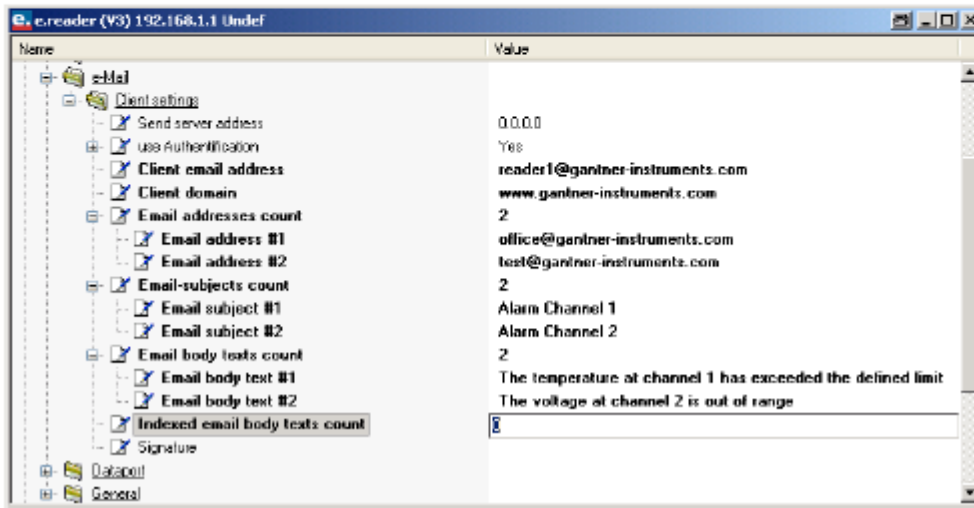 e. e.reader (V3) 192.168.1.1 Undef
Name Value
e-Mail
Client settings
Send server address 0.0.0.0
use Authentification Yes
Client email address reader1@gantner-instruments.com
Client domain www.gantner-instruments.com
Email addresses count 2
Email address #1 office@gantner-instruments.com
Email address #2 test@gantner-instruments.com
Email-subjects count 2
Email subject #1 Alarm Channel 1
Email subject #2 Alarm Channel 2
Email body texts count 2
Email body text #1 The temperature at channel 1 has exceeded the defined limit
Email body text #2 The voltage at channel 2 is out of range
Indexed email body texts count 0
Signature
Dataport
General